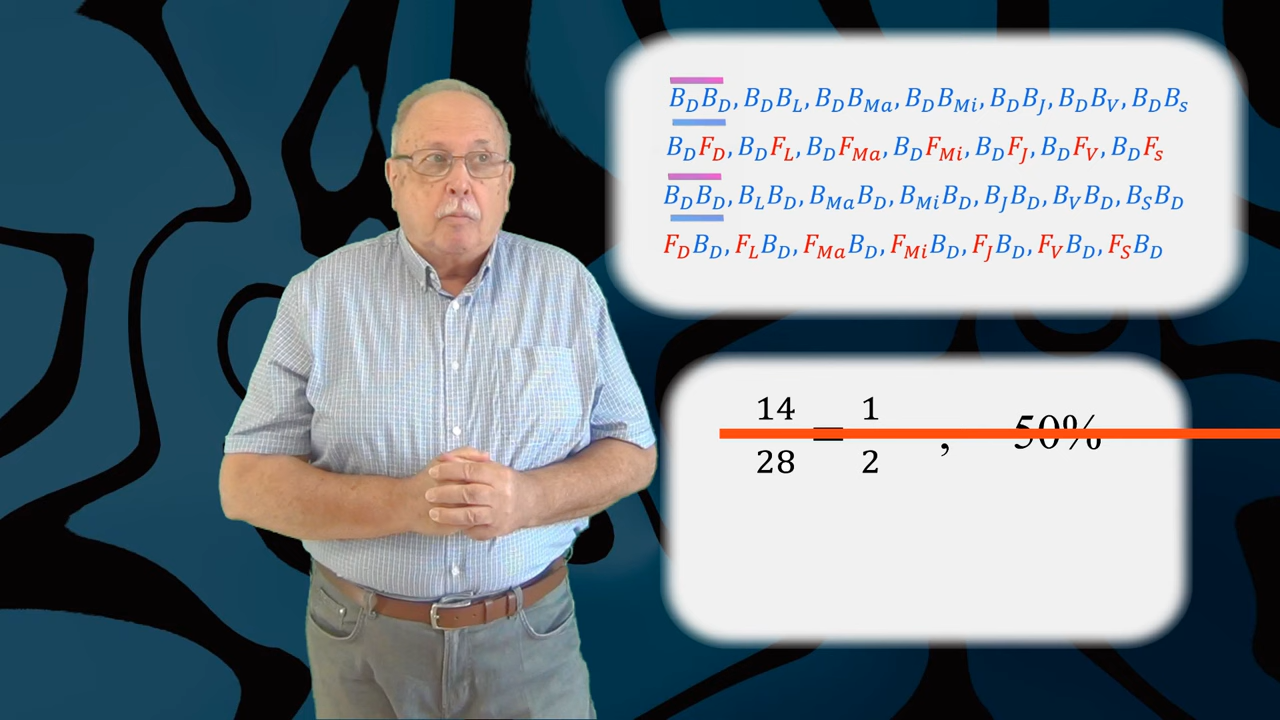 B_D B_D, B_D B_L, B_D B_Ma, B_D B_Mi, B_D B_J, B_D B_V, B_D B_s
B_D F_D, B_D F_L, B_D F_Ma, B_D F_Mi, B_D F_J, B_D F_V, B_D F_s
B_D B_D, B_L B_D, B_Ma B_D, B_Mi B_D, B_J B_D, B_V B_D, B_S B_D
F_D B_D, F_L B_D, F_Ma B_D, F_Mi B_D, F_J B_D, F_V B_D, F_S B_D
14/28 = 1/2 , 50%